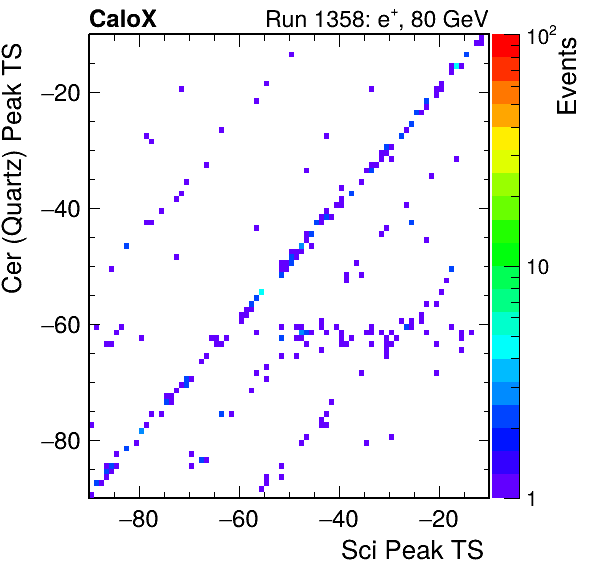 CaloX Run 1358: e⁺, 80 GeV
Cer (Quartz) Peak TS
−20
−40
−60
−80
−80 −60 −40 −20
Sci Peak TS
10²
10
1
Events